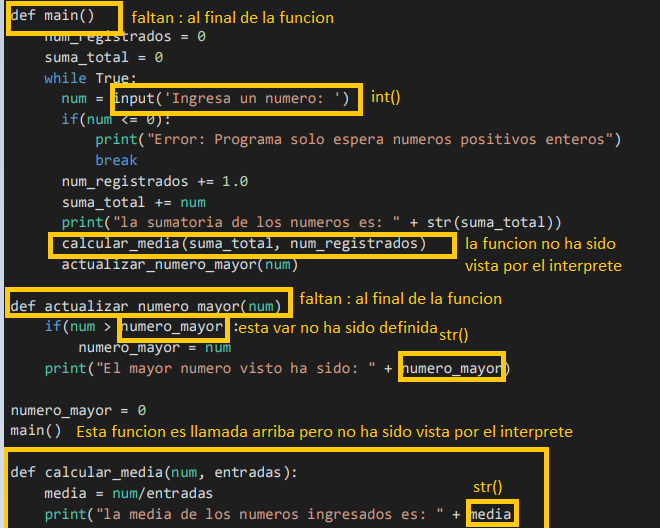 def main() faltan : al final de la funcion
num_registrados = 0
suma_total = 0
while True:
num = input('Ingresa un numero: ') int()
if(num <= 0):
print("Error: Programa solo espera numeros positivos enteros")
break
num_registrados += 1.0
suma_total += num
print("la sumatoria de los numeros es: " + str(suma_total))
calcular_media(suma_total, num_registrados) la funcion no ha sido
vista por el interprete
actualizar_numero_mayor(num)
def actualizar_numero_mayor(num) faltan : al final de la funcion
if(num > numero_mayor): esta var no ha sido definida
str()
numero_mayor = num
print("El mayor numero visto ha sido: " + numero_mayor)
numero_mayor = 0
main() Esta funcion es llamada arriba pero no ha sido vista por el interprete
def calcular_media(num, entradas):
media = num/entradas str()
print("la media de los numeros ingresados es: " + media